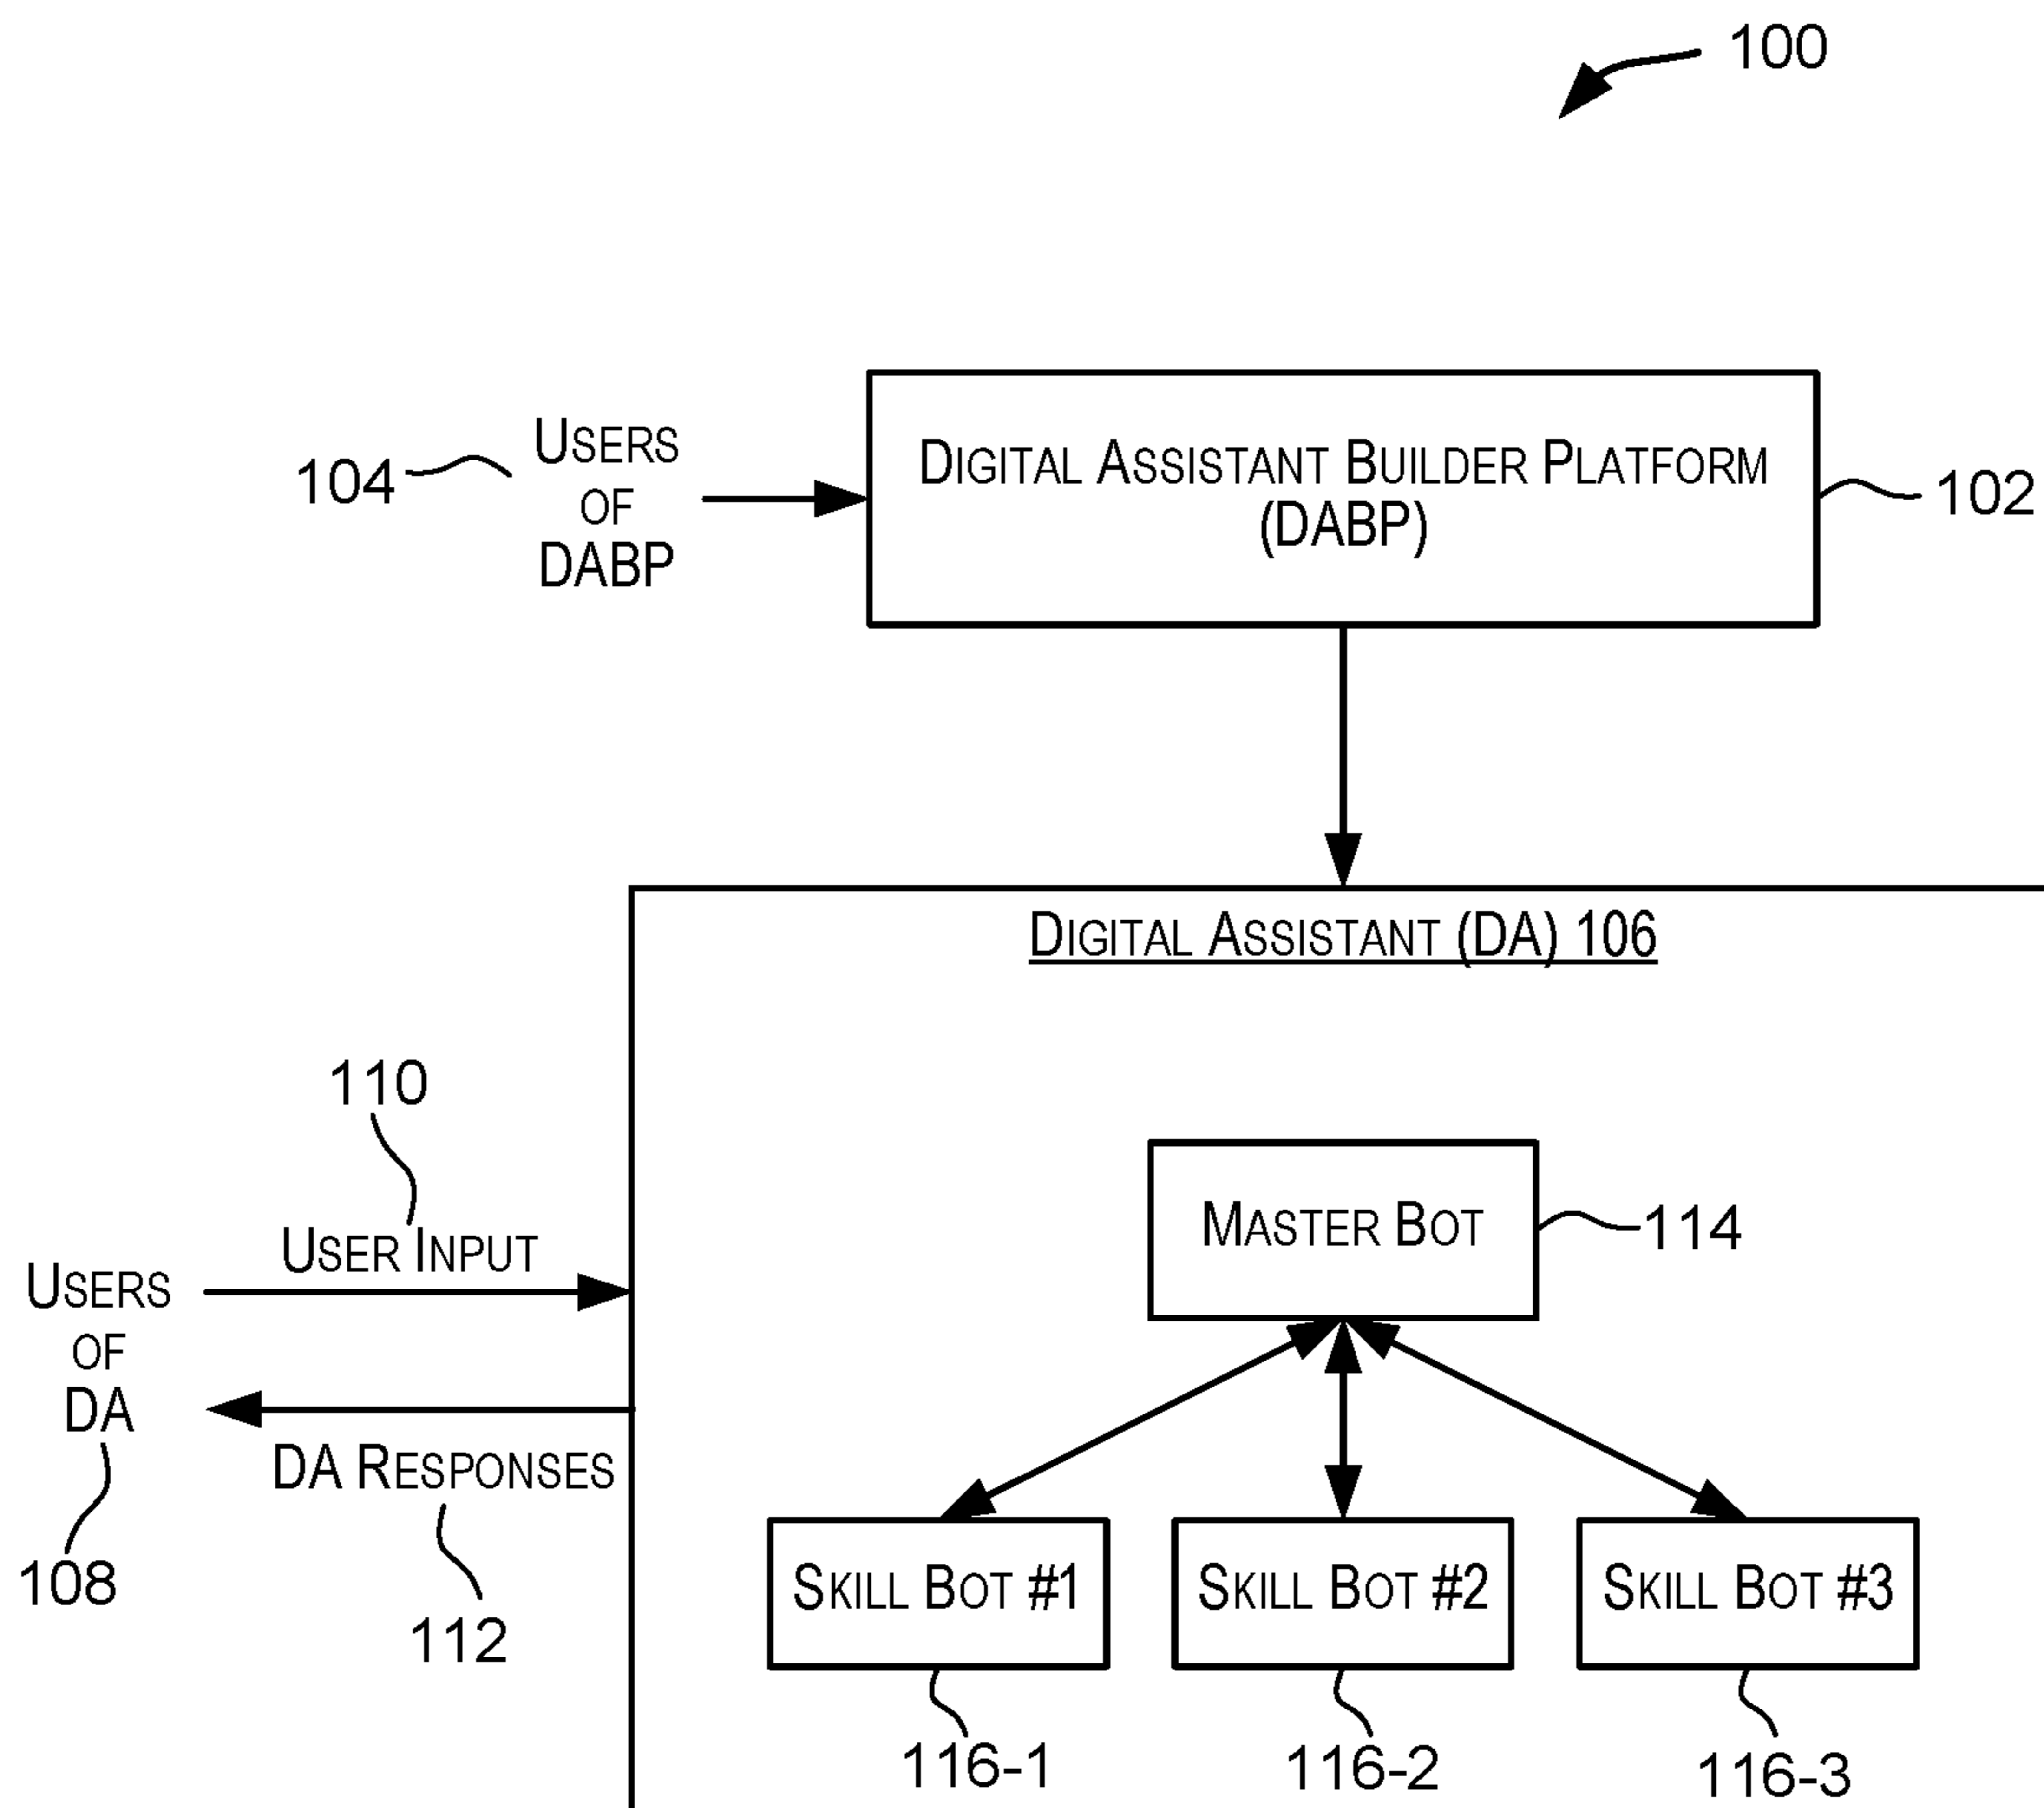 100
Users
of
DABP
104
Digital Assistant Builder Platform
(DABP)
102
Digital Assistant (DA) 106
110
User Input
Users
of
DA
108
DA Responses
112
Master Bot
114
Skill Bot #1
Skill Bot #2
Skill Bot #3
116-1
116-2
116-3